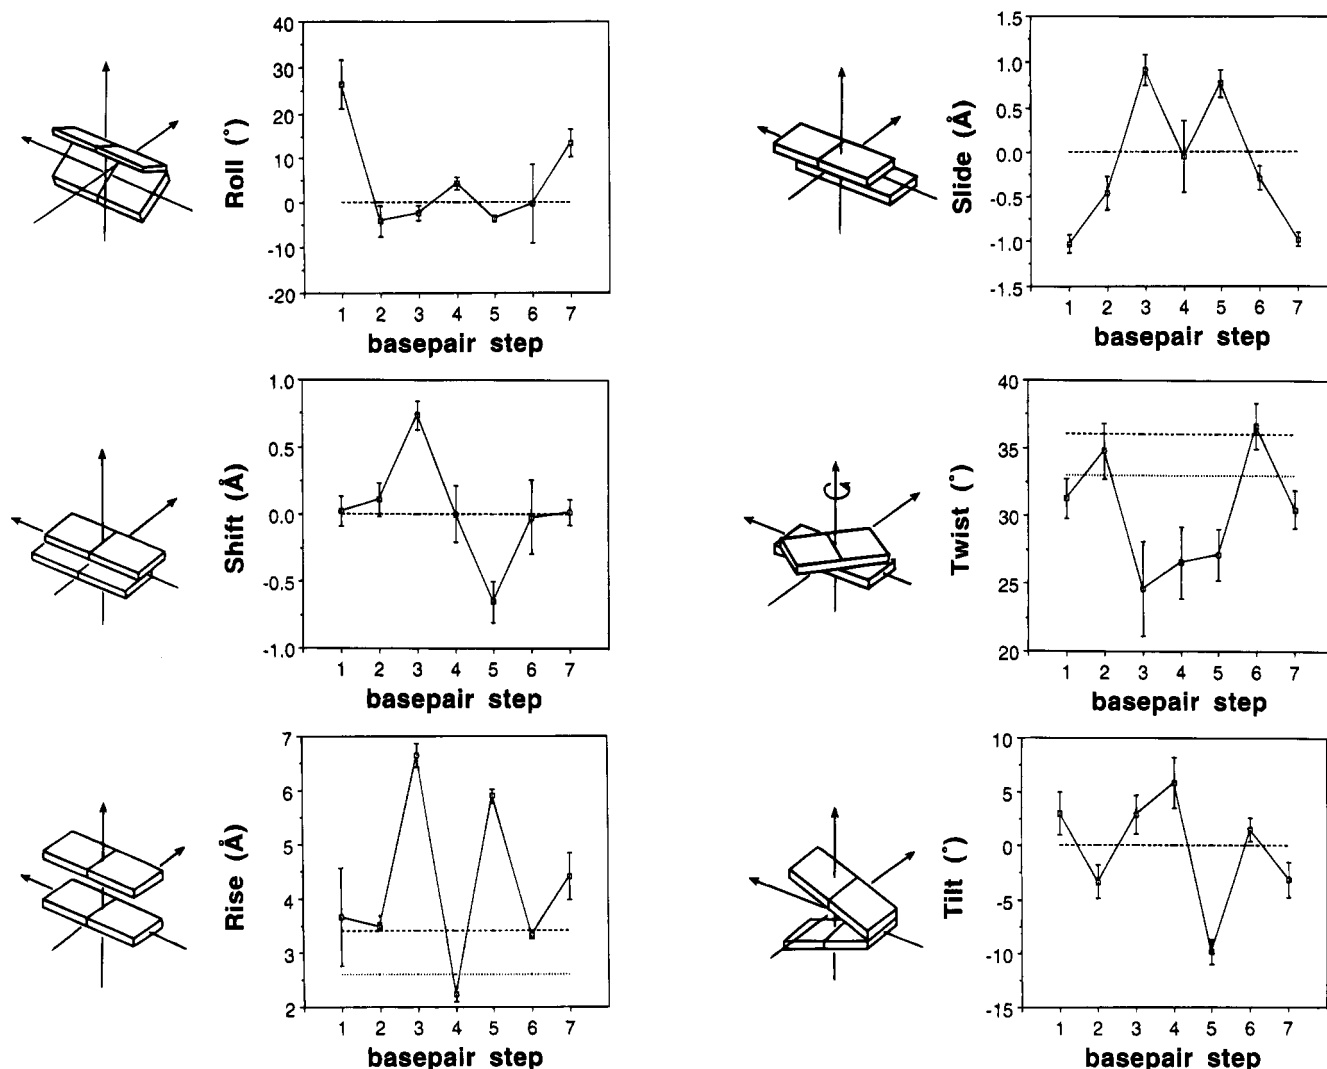 Roll (°)
40
30
20
10
0
-10
-20
1 2 3 4 5 6 7
basepair step
Slide (Å)
1.5
1.0
0.5
0.0
-0.5
-1.0
-1.5
1 2 3 4 5 6 7
basepair step
Shift (Å)
1.0
0.5
0.0
-0.5
-1.0
1 2 3 4 5 6 7
basepair step
Twist (°)
40
35
30
25
20
1 2 3 4 5 6 7
basepair step
Rise (Å)
7
6
5
4
3
2
1 2 3 4 5 6 7
basepair step
Tilt (°)
10
5
0
-5
-10
-15
1 2 3 4 5 6 7
basepair step